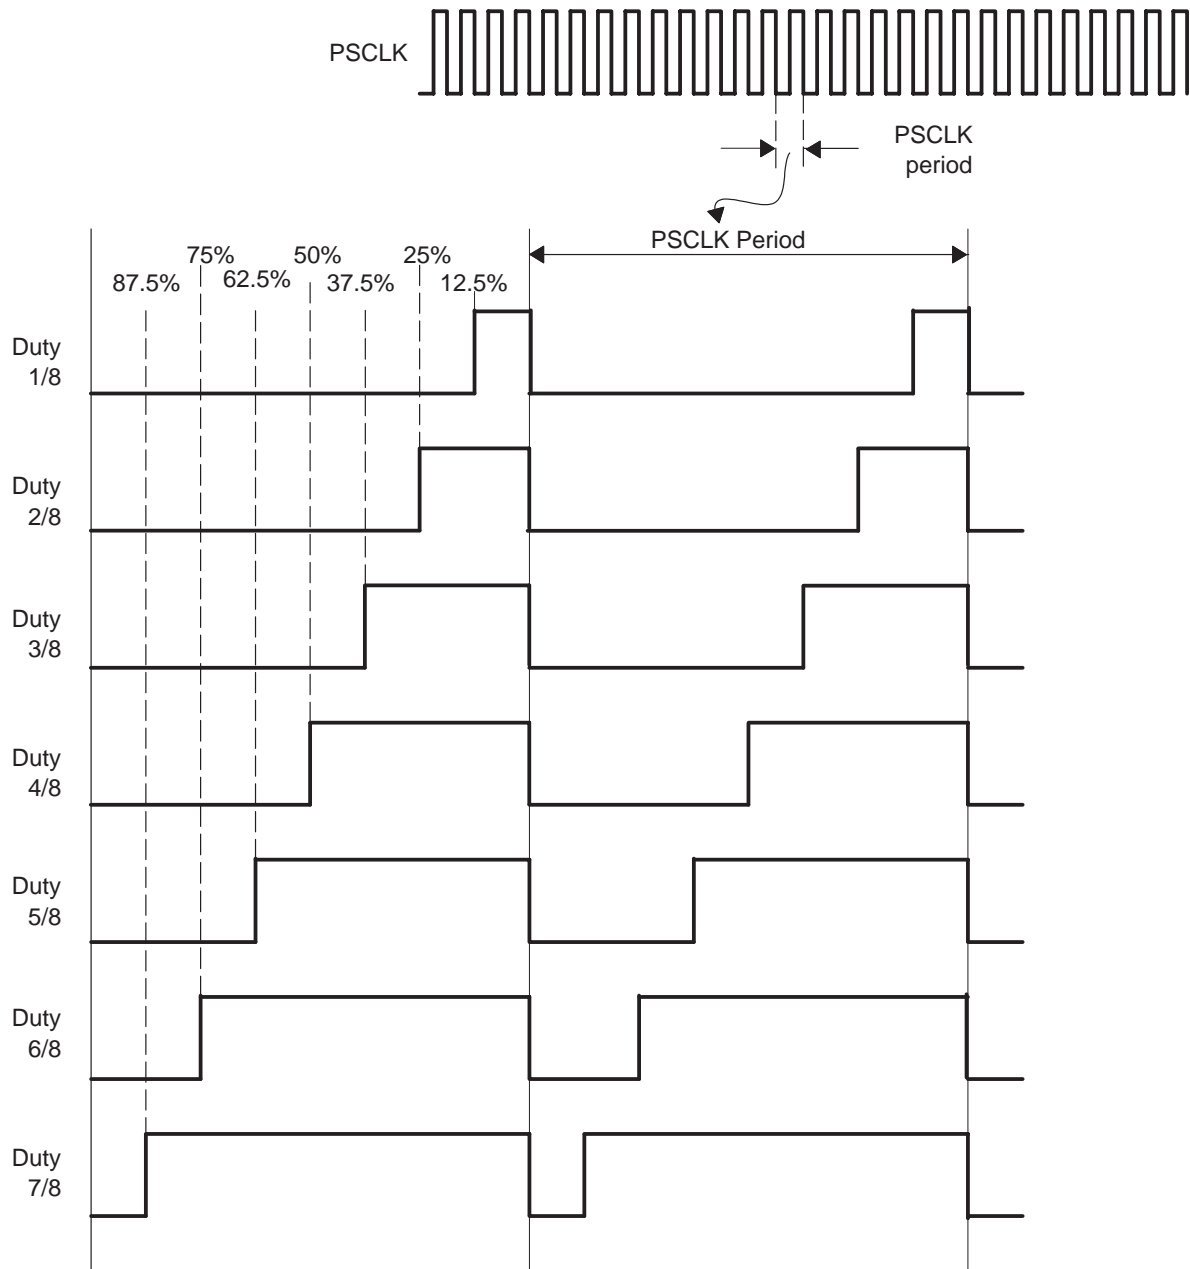 PSCLK
PSCLK
period
PSCLK Period
75%
50%
25%
87.5%
62.5%
37.5%
12.5%
Duty
1/8
Duty
2/8
Duty
3/8
Duty
4/8
Duty
5/8
Duty
6/8
Duty
7/8